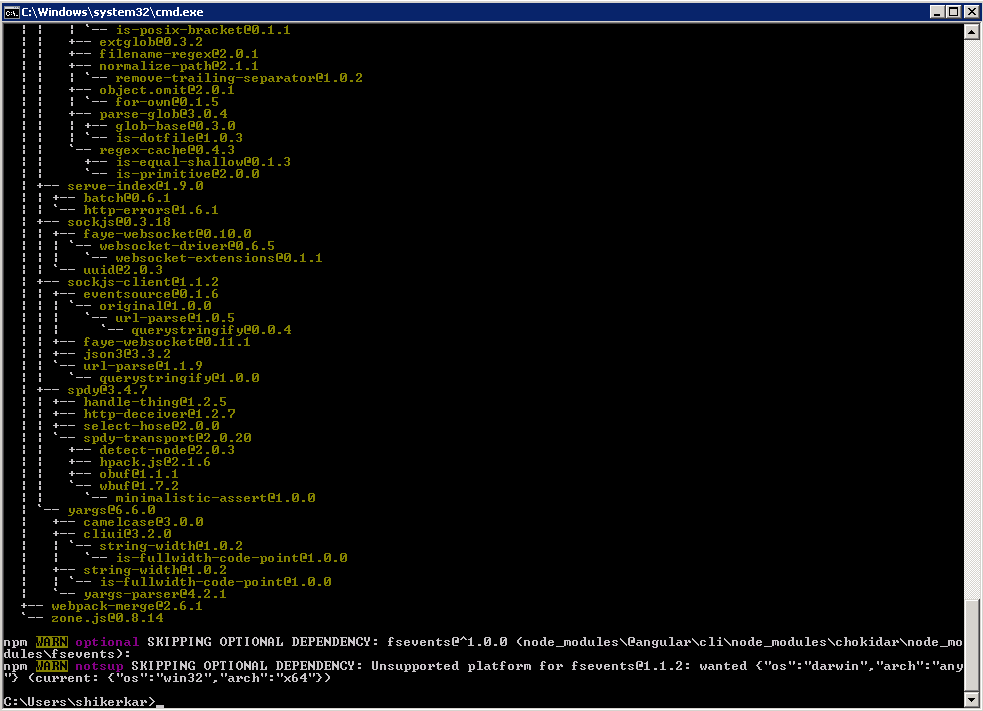 C:\Windows\system32\cmd.exe
| | | `-- is-posix-bracket@0.1.1
| | +-- extglob@0.3.2
| | +-- filename-regex@2.0.1
| | +-- normalize-path@2.1.1
| | | `-- remove-trailing-separator@1.0.2
| | +-- object.omit@2.0.1
| | | `-- for-own@0.1.5
| | +-- parse-glob@3.0.4
| | | +-- glob-base@0.3.0
| | | `-- is-dotfile@1.0.3
| | `-- regex-cache@0.4.3
| |   +-- is-equal-shallow@0.1.3
| |   `-- is-primitive@2.0.0
| +-- serve-index@1.9.0
| | +-- batch@0.6.1
| | `-- http-errors@1.6.1
| +-- sockjs@0.3.18
| | +-- faye-websocket@0.10.0
| | | `-- websocket-driver@0.6.5
| | |   `-- websocket-extensions@0.1.1
| | `-- uuid@2.0.3
| +-- sockjs-client@1.1.2
| | +-- eventsource@0.1.6
| | | `-- original@1.0.0
| | |   `-- url-parse@1.0.5
| | |     `-- querystringify@0.0.4
| | +-- faye-websocket@0.11.1
| | +-- json3@3.3.2
| | `-- url-parse@1.1.9
| |   `-- querystringify@1.0.0
| +-- spdy@3.4.7
| | +-- handle-thing@1.2.5
| | +-- http-deceiver@1.2.7
| | +-- select-hose@2.0.0
| | `-- spdy-transport@2.0.20
| |   +-- detect-node@2.0.3
| |   +-- hpack.js@2.1.6
| |   +-- obuf@1.1.1
| |   `-- wbuf@1.7.2
| |     `-- minimalistic-assert@1.0.0
| `-- yargs@6.6.0
|   +-- camelcase@3.0.0
|   +-- cliui@3.2.0
|   | `-- string-width@1.0.2
|   |   `-- is-fullwidth-code-point@1.0.0
|   +-- string-width@1.0.2
|   | `-- is-fullwidth-code-point@1.0.0
|   `-- yargs-parser@4.2.1
+-- webpack-merge@2.6.1
`-- zone.js@0.8.14
npm WARN optional SKIPPING OPTIONAL DEPENDENCY: fsevents@^1.0.0 (node_modules\@angular\cli\node_modules\chokidar\node_mo
dules\fsevents):
npm WARN notsup SKIPPING OPTIONAL DEPENDENCY: Unsupported platform for fsevents@1.1.2: wanted {"os":"darwin","arch":"any
"} (current: {"os":"win32","arch":"x64"})
C:\Users\shikerkar>_